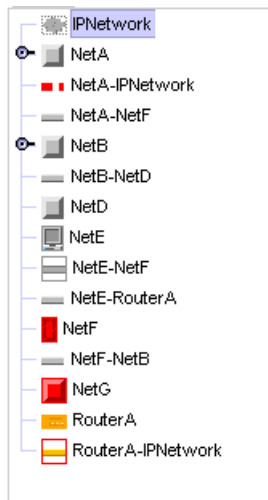 IPNetwork
NetA
NetA-IPNetwork
NetA-NetF
NetB
NetB-NetD
NetD
NetE
NetE-NetF
NetE-RouterA
NetF
NetF-NetB
NetG
RouterA
RouterA-IPNetwork